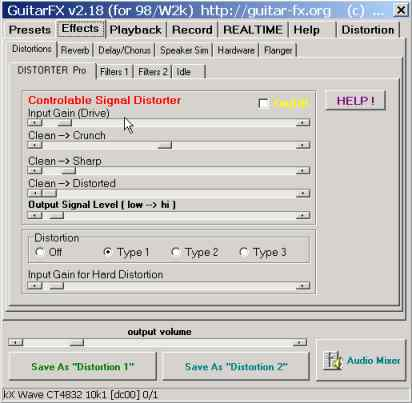 GuitarFX v2.18 (for 98/W2k) http://guitar-fx.org (c) ...
Presets Effects Playback Record REALTIME Help Distortion
Distortions Reverb Delay/Chorus Speaker Sim Hardware Flanger
DISTORTER Pro Filters 1 Filters 2 Idle
Controlable Signal Distorter
HELP !
Input Gain (Drive)
Clean --> Crunch
Clean --> Sharp
Clean --> Distorted
Output Signal Level ( low --> hi )
Distortion
Off Type 1 Type 2 Type 3
Input Gain for Hard Distortion
output volume
Save As "Distortion 1" Save As "Distortion 2" Audio Mixer
kX Wave CT4832 10k1 [dc00] 0/1